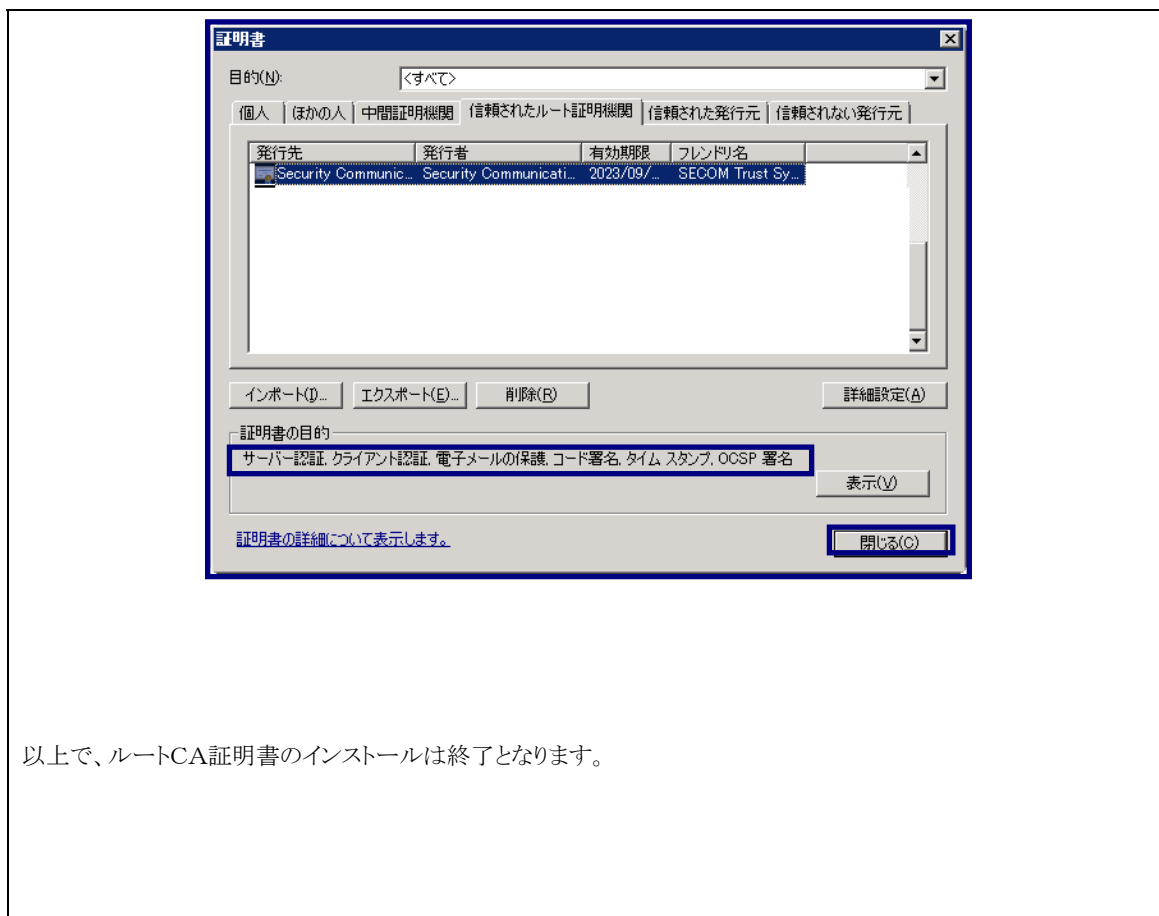 証明書
目的(N): <すべて>
個人 ほかの人 中間証明機関 信頼されたルート証明機関 信頼された発行元 信頼されない発行元
発行先 発行者 有効期限 フレンドリ名
Security Communic... Security Communicati... 2023/09/... SECOM Trust Sy...
インポート(I)... エクスポート(E)... 削除(R) 詳細設定(A)
証明書の目的
サーバー認証, クライアント認証, 電子メールの保護, コード署名, タイム スタンプ, OCSP 署名
表示(V)
証明書の詳細について表示します。
閉じる(C)
以上で、ルートCA証明書のインストールは終了となります。